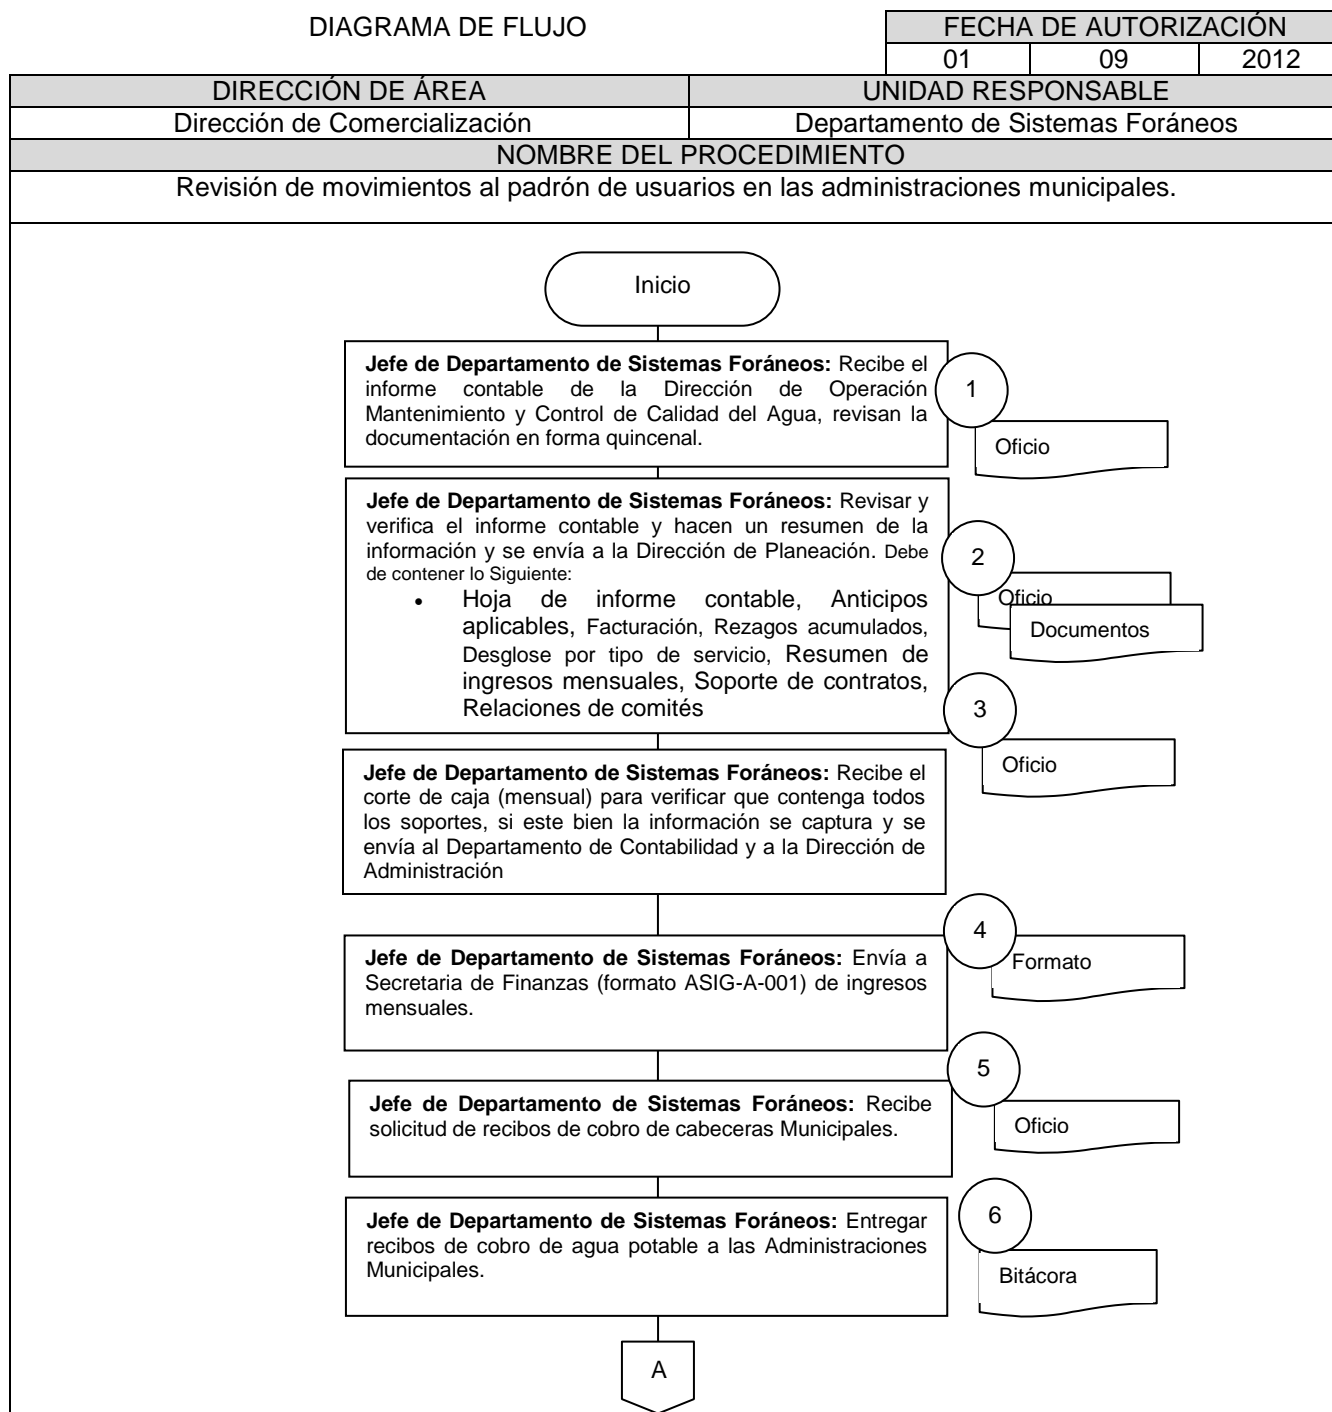 DIAGRAMA DE FLUJO
FECHA DE AUTORIZACIÓN
01 09 2012
DIRECCIÓN DE ÁREA
UNIDAD RESPONSABLE
Dirección de Comercialización
Departamento de Sistemas Foráneos
NOMBRE DEL PROCEDIMIENTO
Revisión de movimientos al padrón de usuarios en las administraciones municipales.
Inicio
Jefe de Departamento de Sistemas Foráneos: Recibe el
informe contable de la Dirección de Operación
Mantenimiento y Control de Calidad del Agua, revisan la
documentación en forma quincenal.
1
Oficio
Jefe de Departamento de Sistemas Foráneos: Revisar y
verifica el informe contable y hacen un resumen de la
información y se envía a la Dirección de Planeación. Debe
de contener lo Siguiente:
• Hoja de informe contable, Anticipos
aplicables, Facturación, Rezagos acumulados,
Desglose por tipo de servicio, Resumen de
ingresos mensuales, Soporte de contratos,
Relaciones de comités
2
Oficio
Documentos
3
Oficio
Jefe de Departamento de Sistemas Foráneos: Recibe el
corte de caja (mensual) para verificar que contenga todos
los soportes, si este bien la información se captura y se
envía al Departamento de Contabilidad y a la Dirección de
Administración
4
Formato
Jefe de Departamento de Sistemas Foráneos: Envía a
Secretaria de Finanzas (formato ASIG-A-001) de ingresos
mensuales.
5
Oficio
Jefe de Departamento de Sistemas Foráneos: Recibe
solicitud de recibos de cobro de cabeceras Municipales.
6
Bitácora
Jefe de Departamento de Sistemas Foráneos: Entregar
recibos de cobro de agua potable a las Administraciones
Municipales.
A